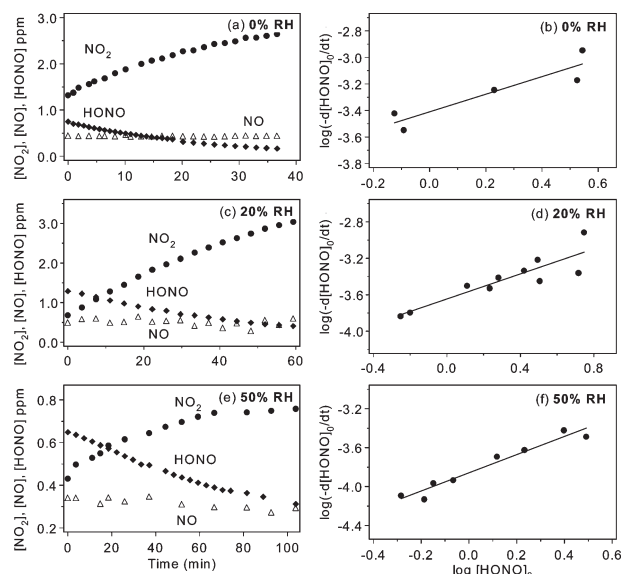 (a) 0% RH
[NO2], [NO], [HONO] ppm
3.0
2.0
1.0
0.0
NO2
HONO
NO
0 10 20 30 40
(b) 0% RH
log(-d[HONO]0/dt)
-2.8
-3.0
-3.2
-3.4
-3.6
-3.8
-0.2 0.0 0.2 0.4 0.6
(c) 20% RH
[NO2], [NO], [HONO] ppm
3.0
2.0
1.0
0.0
NO2
HONO
NO
0 20 40 60
(d) 20% RH
log(-d[HONO]0/dt)
-2.8
-3.2
-3.6
-4.0
-0.4 0.0 0.4 0.8
(e) 50% RH
[NO2], [NO], [HONO] ppm
0.8
0.6
0.4
0.2
NO2
HONO
NO
0 20 40 60 80 100
Time (min)
(f) 50% RH
log(-d[HONO]0/dt)
-3.2
-3.6
-4.0
-4.4
-0.4 -0.2 0.0 0.2 0.4 0.6
log [HONO]0